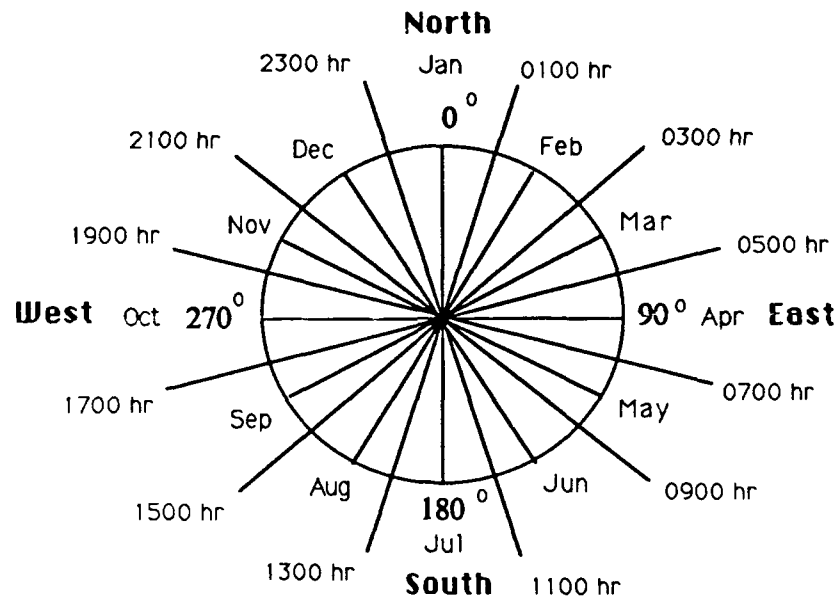 North
2300 hr Jan 0100 hr
0°
2100 hr Dec Feb 0300 hr
Nov Mar
1900 hr 0500 hr
West Oct 270° 90° Apr East
1700 hr 0700 hr
Sep May
1500 hr Aug 180° Jun 0900 hr
Jul
1300 hr South 1100 hr